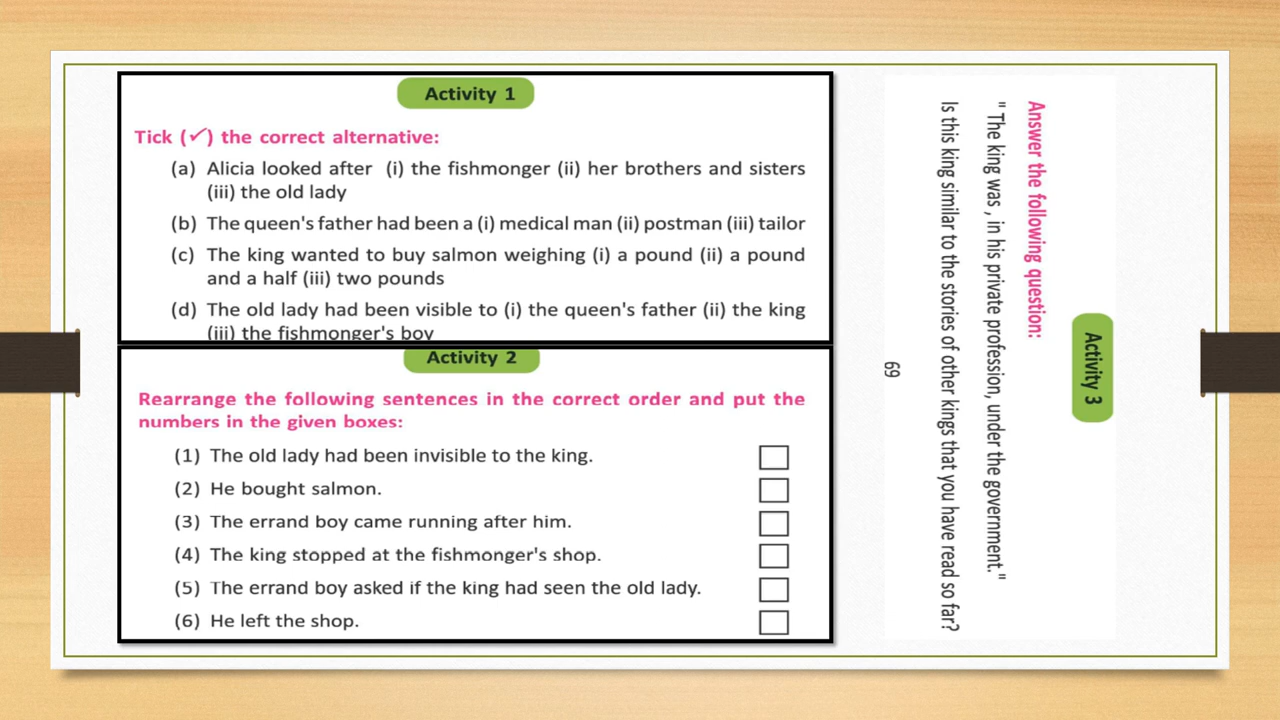 Activity 1
Tick (✓) the correct alternative:
(a) Alicia looked after (i) the fishmonger (ii) her brothers and sisters
(iii) the old lady
(b) The queen's father had been a (i) medical man (ii) postman (iii) tailor
(c) The king wanted to buy salmon weighing (i) a pound (ii) a pound
and a half (iii) two pounds
(d) The old lady had been visible to (i) the queen's father (ii) the king
(iii) the fishmonger's boy
Activity 2
Rearrange the following sentences in the correct order and put the
numbers in the given boxes:
(1) The old lady had been invisible to the king.
(2) He bought salmon.
(3) The errand boy came running after him.
(4) The king stopped at the fishmonger's shop.
(5) The errand boy asked if the king had seen the old lady.
(6) He left the shop.
Activity 3
Answer the following question:
" The king was , in his private profession, under the government."
Is this king similar to the stories of other kings that you have read so far?
69